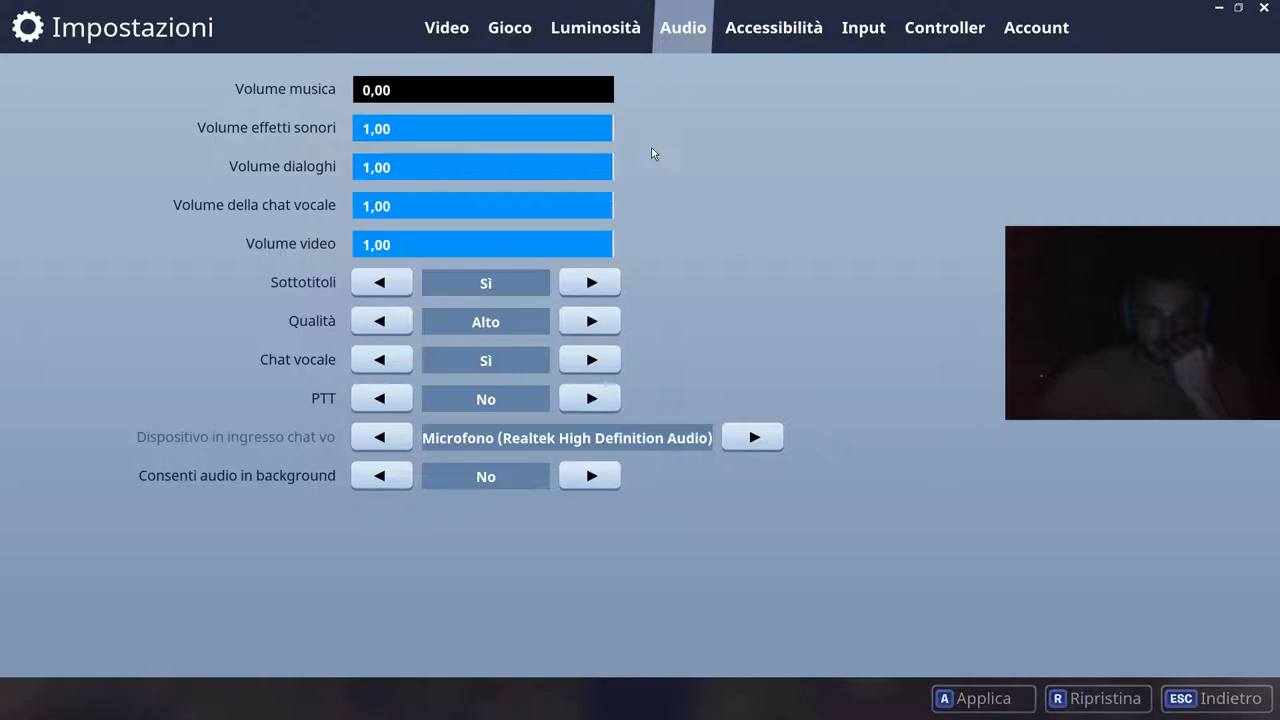 Impostazioni
Video Gioco Luminosità Audio Accessibilità Input Controller Account
Volume musica 0,00
Volume effetti sonori 1,00
Volume dialoghi 1,00
Volume della chat vocale 1,00
Volume video 1,00
Sottotitoli Sì
Qualità Alto
Chat vocale Sì
PTT No
Dispositivo in ingresso chat vo Microfono (Realtek High Definition Audio)
Consenti audio in background No
A Applica R Ripristina ESC Indietro